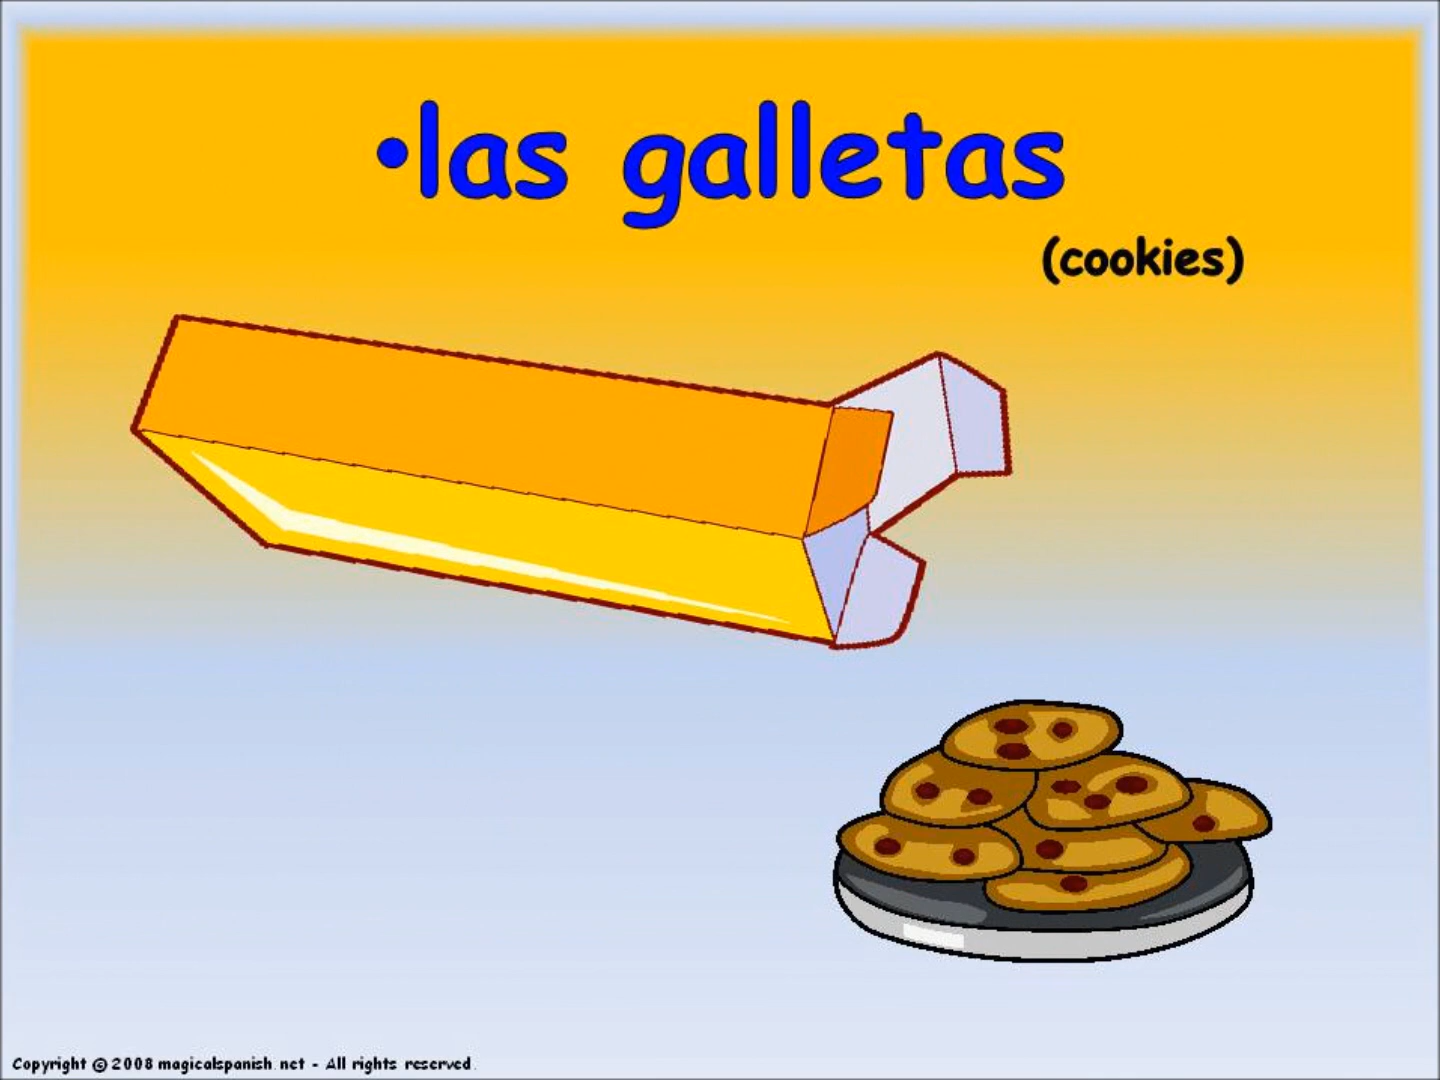 •las galletas
(cookies)
Copyright © 2008 magicalspanish.net - All rights reserved.